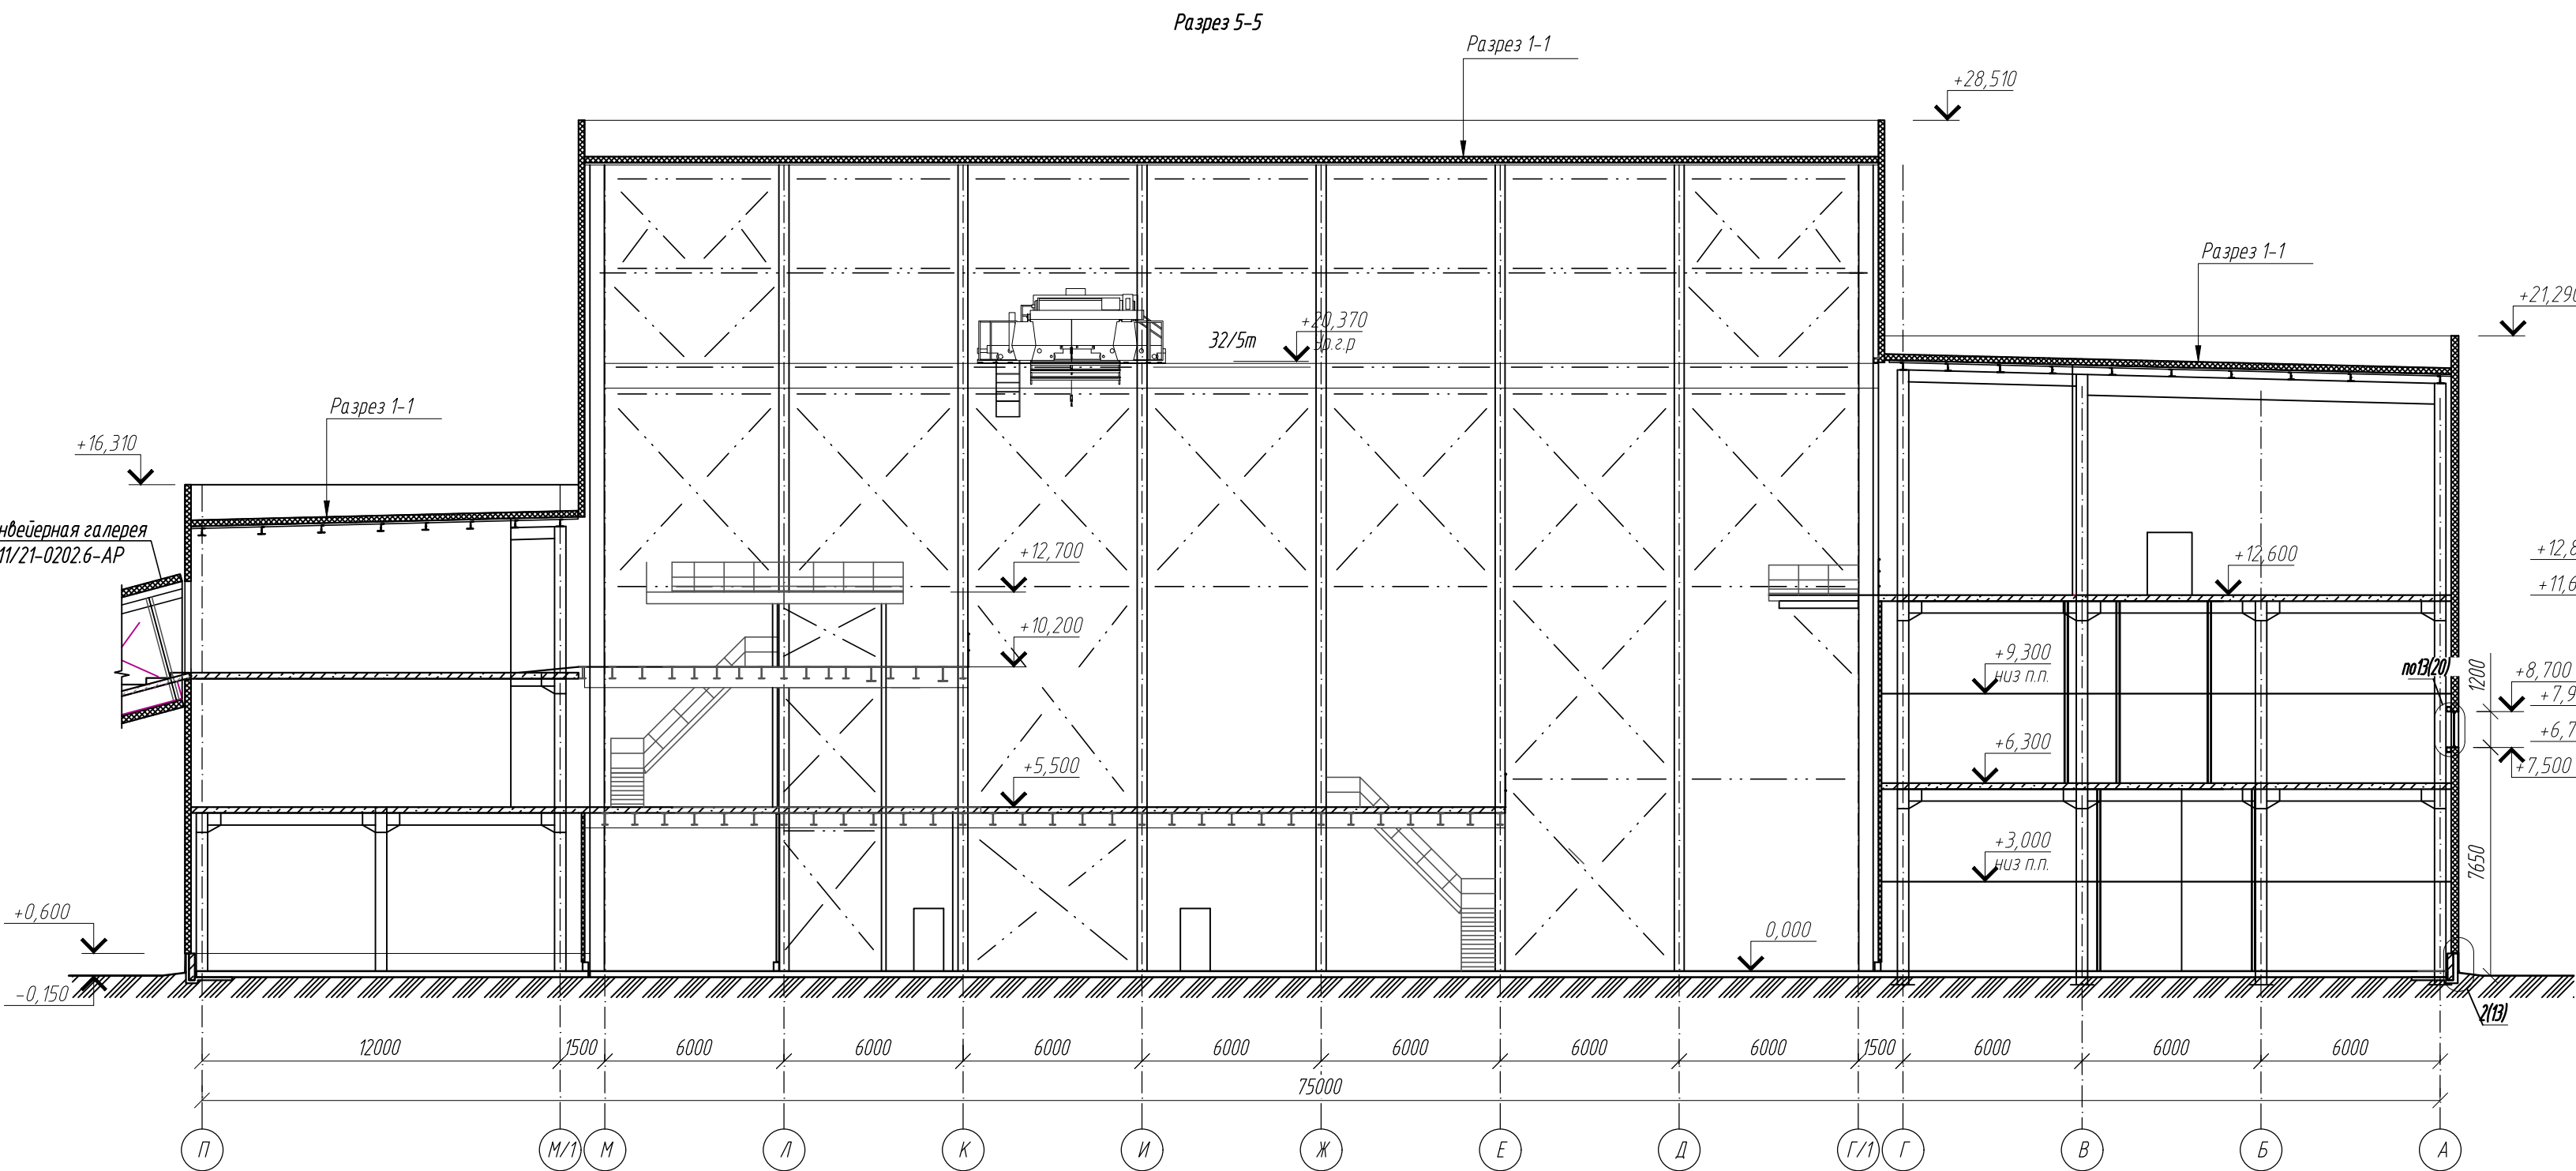 Разрез 5-5
Разрез 1-1
+28,510
Разрез 1-1
+21,290
32/5т
+20,370
Ур.г.р
Разрез 1-1
+16,310
нвейерная галерея
11/21-0202.6-АР
+12,700
+12,600
+12,8
+11,6
+10,200
+9,300
низ п.п.
по13(20)
1200
+8,700
+7,9
+6,7
+7,500
+6,300
+5,500
+3,000
низ п.п.
7650
+0,600
0,000
-0,150
2(13)
12000
1500
6000
6000
6000
6000
6000
6000
6000
1500
6000
6000
6000
75000
П
М/1
М
Л
К
И
Ж
Е
Д
Г/1
Г
В
Б
А